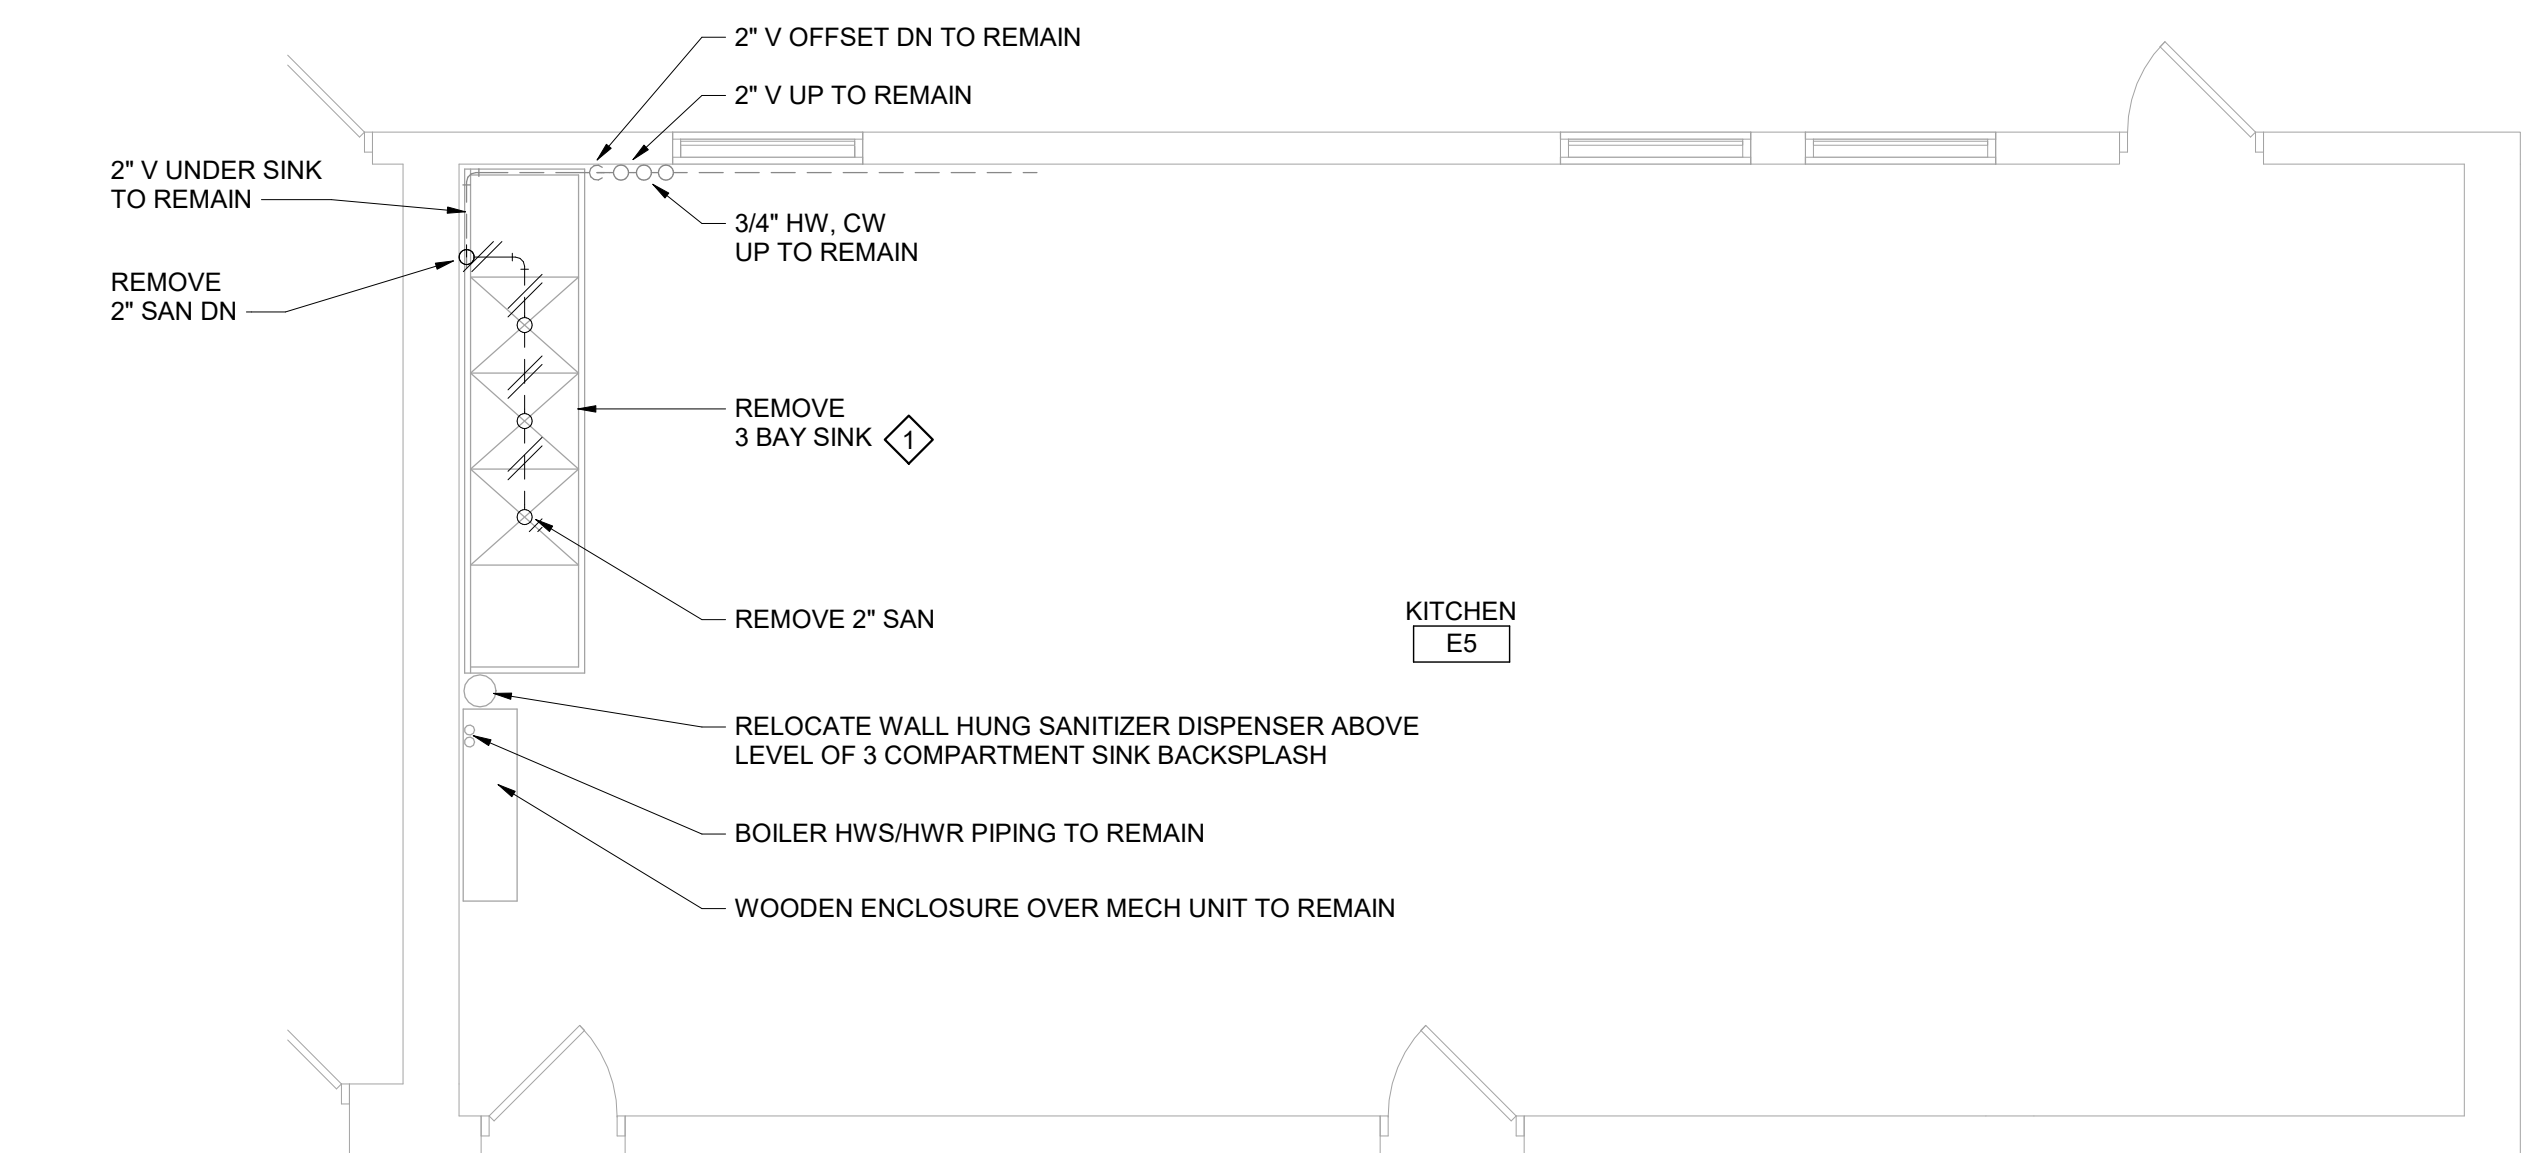 2" V OFFSET DN TO REMAIN
2" V UP TO REMAIN
2" V UNDER SINK
TO REMAIN
3/4" HW, CW
UP TO REMAIN
REMOVE
2" SAN DN
REMOVE
3 BAY SINK 1
REMOVE 2" SAN
KITCHEN
E5
RELOCATE WALL HUNG SANITIZER DISPENSER ABOVE
LEVEL OF 3 COMPARTMENT SINK BACKSPLASH
BOILER HWS/HWR PIPING TO REMAIN
WOODEN ENCLOSURE OVER MECH UNIT TO REMAIN